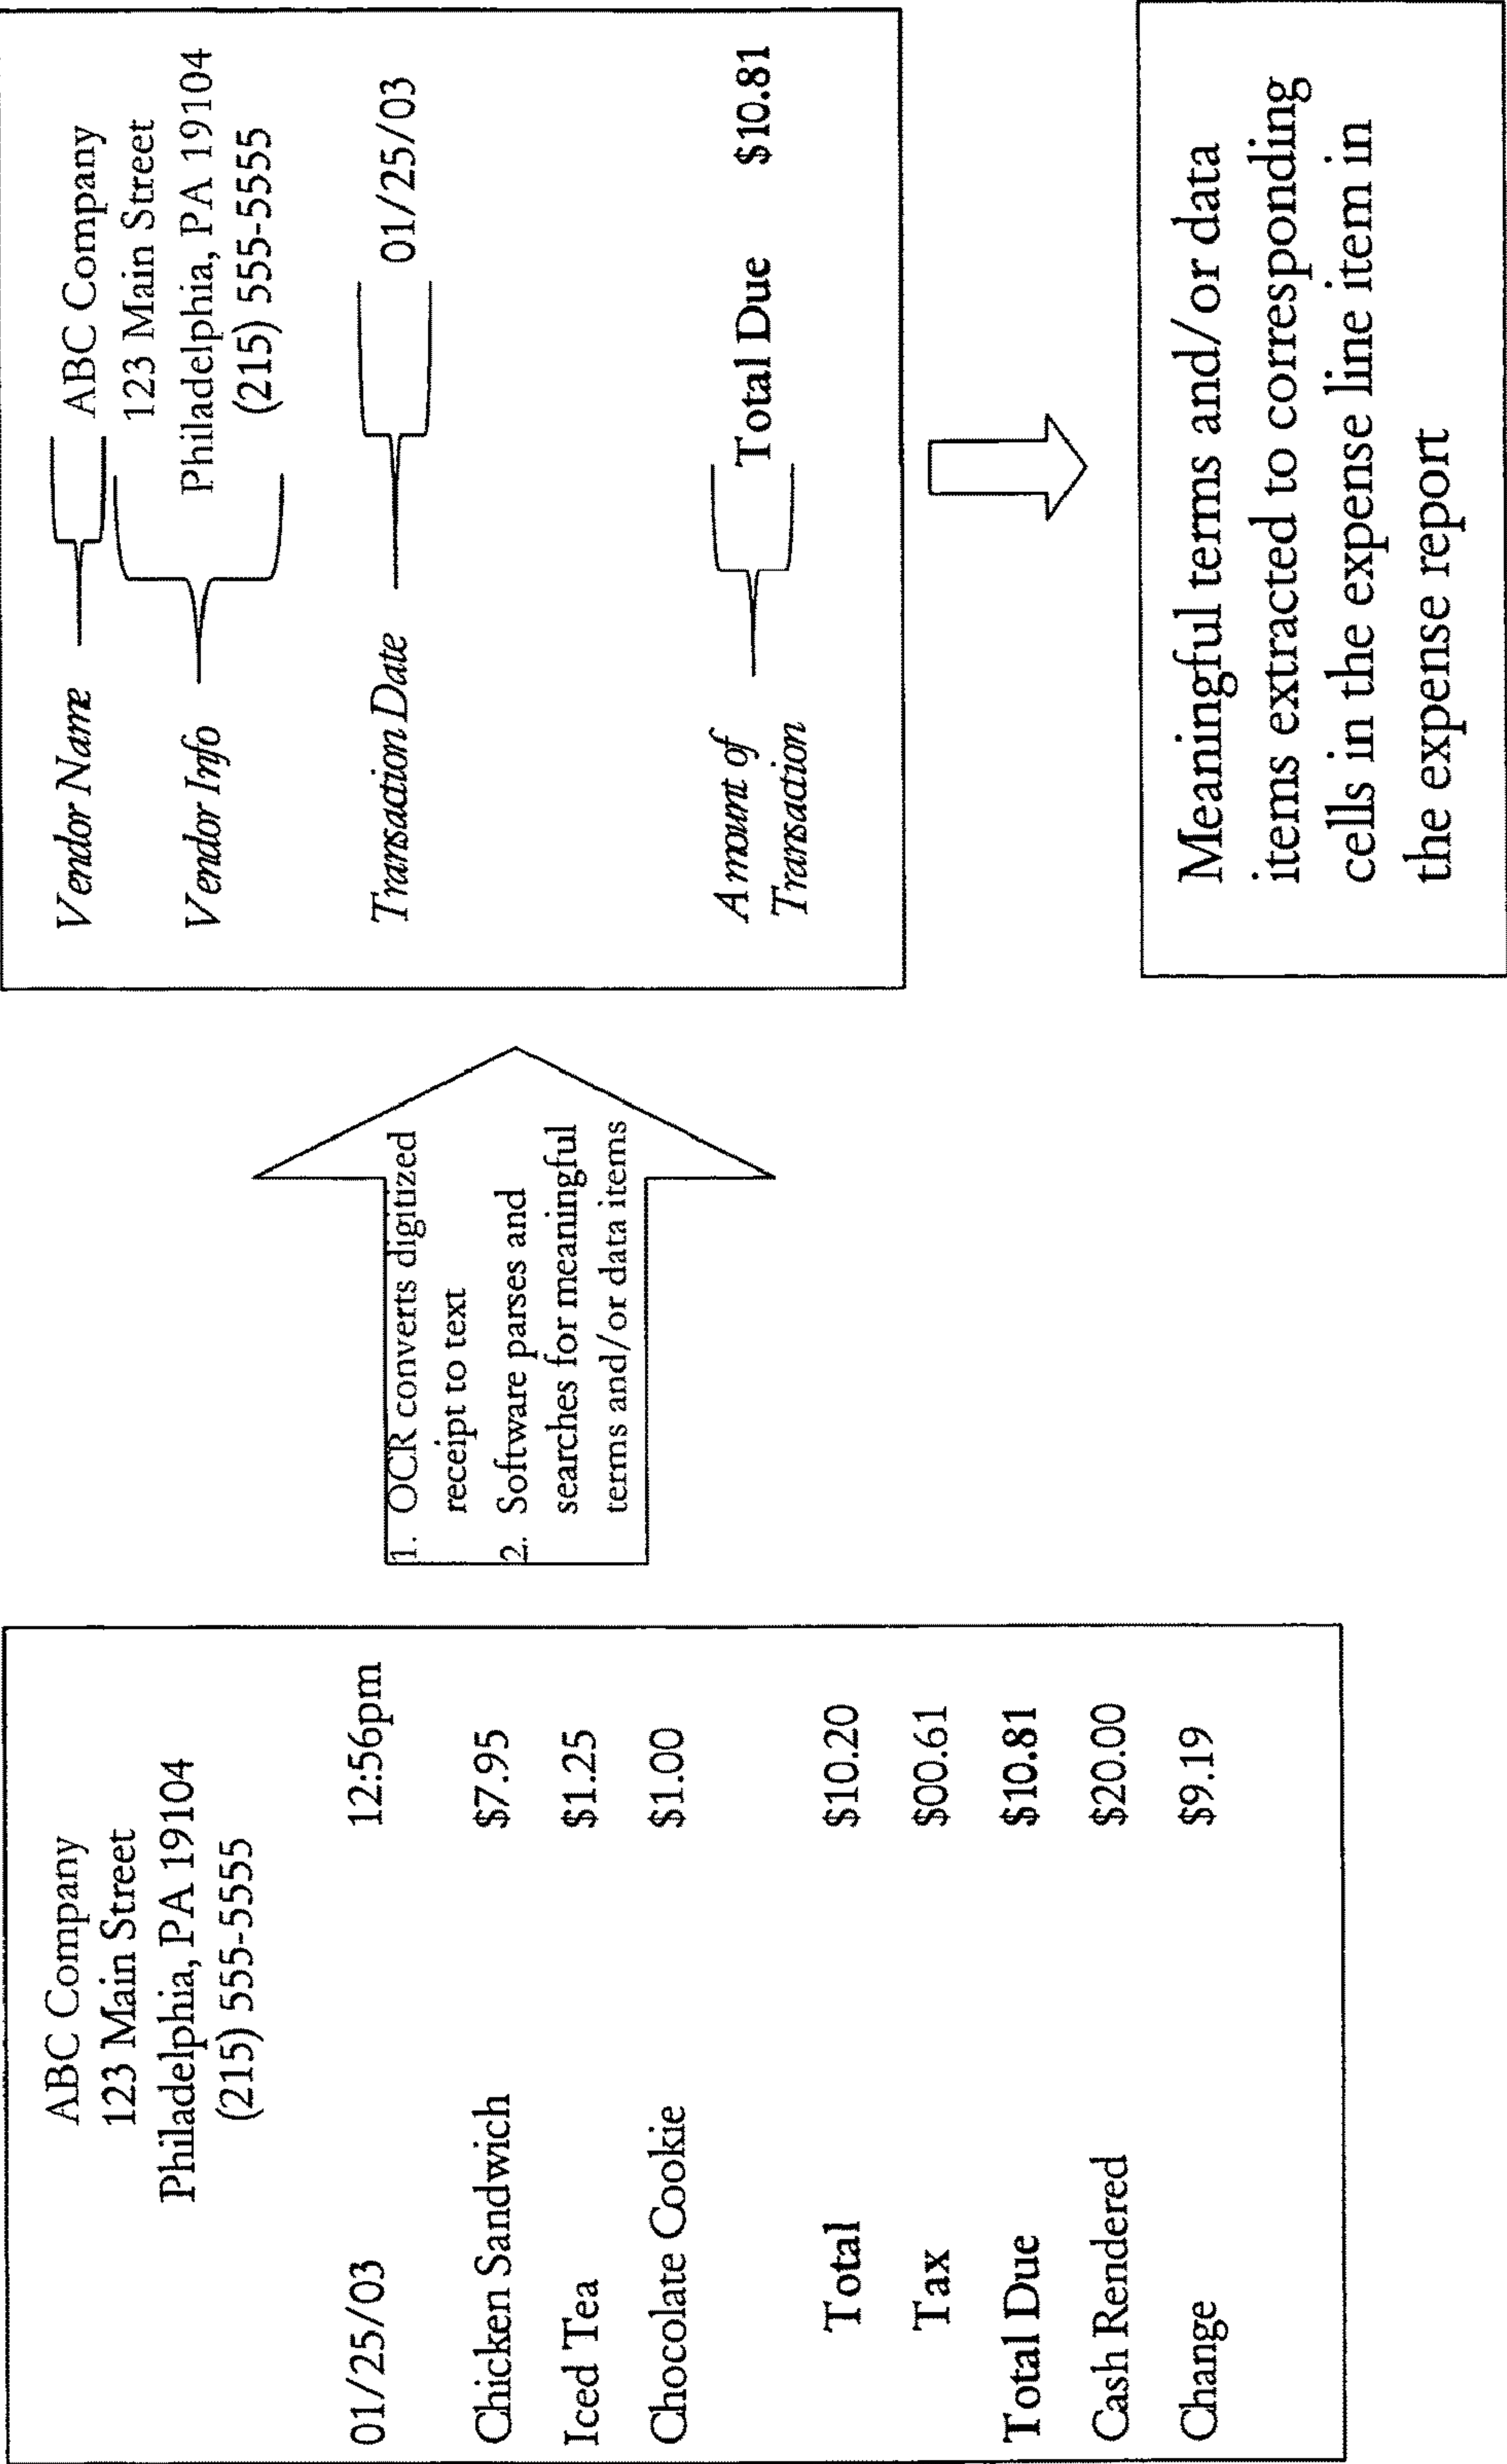 ABC Company
123 Main Street
Philadelphia, PA 19104
(215) 555-5555
01/25/03 12:56pm
Chicken Sandwich $7.95
Iced Tea $1.25
Chocolate Cookie $1.00
Total $10.20
Tax $00.61
Total Due $10.81
Cash Rendered $20.00
Change $9.19
1. OCR converts digitized
receipt to text
2. Software parses and
searches for meaningful
terms and/or data items
Vendor Name ABC Company
123 Main Street
Vendor Info Philadelphia, PA 19104
(215) 555-5555
Transaction Date 01/25/03
Amount of
Transaction
Total Due $10.81
Meaningful terms and/or data
items extracted to corresponding
cells in the expense line item in
the expense report